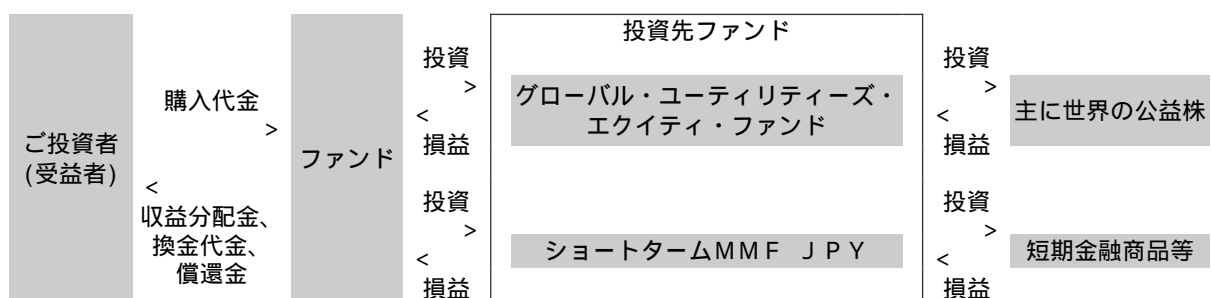 ご投資者
(受益者)
購入代金
>
<
収益分配金、
換金代金、
償還金
ファンド
投資
>
<
損益
投資
>
<
損益
投資先ファンド
グローバル・ユーティリティーズ・
エクイティ・ファンド
ショートタームＭＭＦ ＪＰＹ
投資
>
<
損益
投資
>
<
損益
主に世界の公益株
短期金融商品等